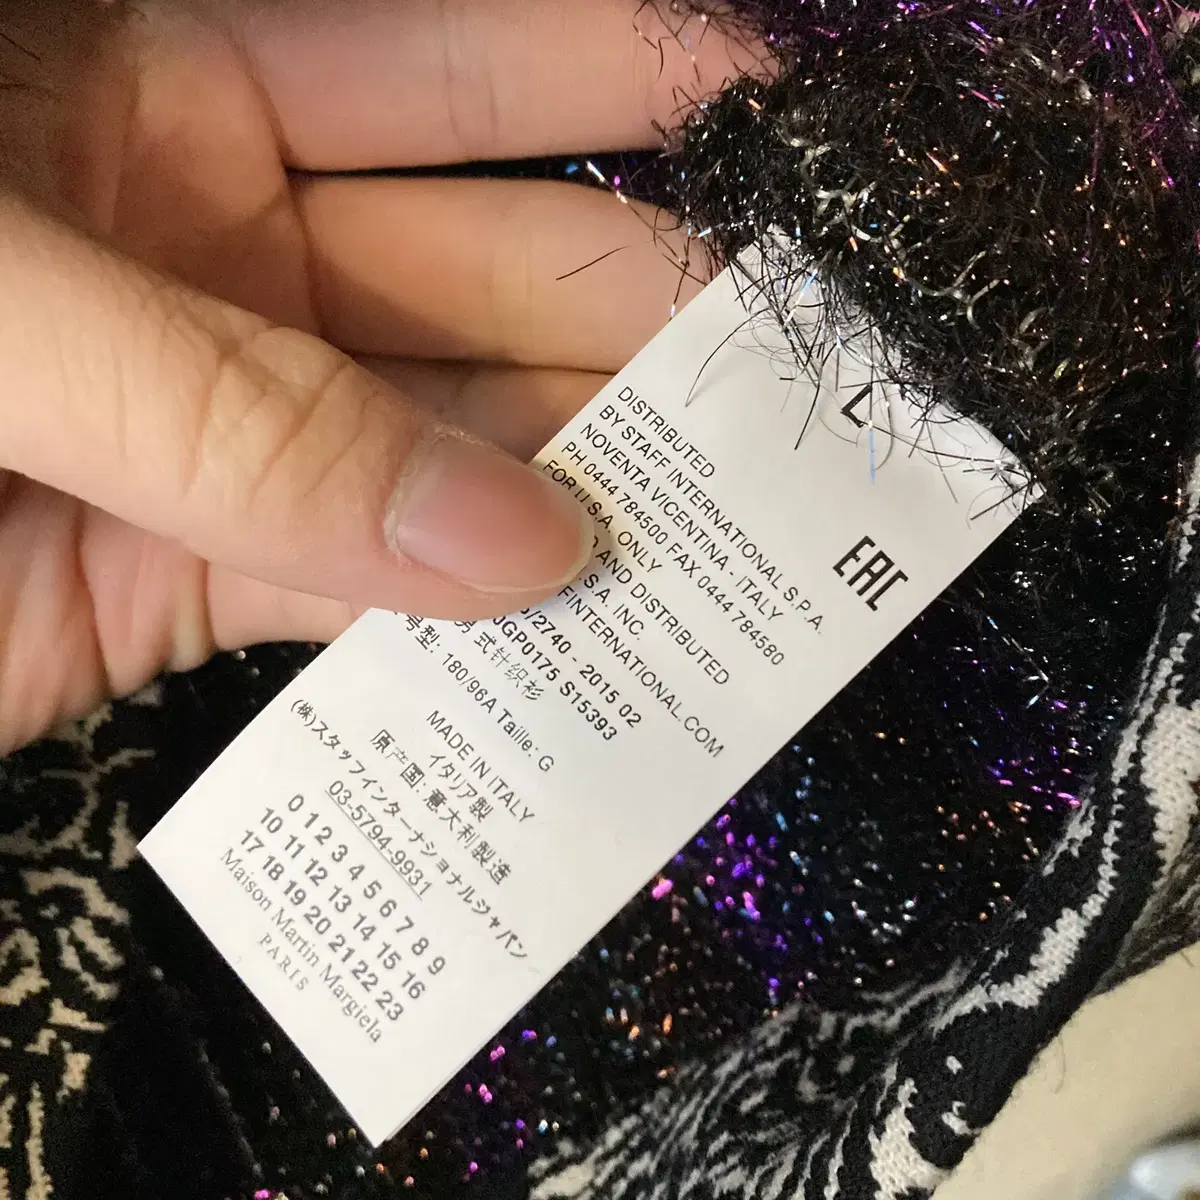 L
EAC
DISTRIBUTED
BY STAFF INTERNATIONAL S.P.A.
NOVENTA VICENTINA - ITALY
PH 0444 784500 FAX 0444 784580
FOR U.S.A. ONLY
AND DISTRIBUTED
.S.A. INC.
FINTERNATIONAL.COM
/2740 - 2015 02
JGP0175 S15393
男式针织衫
号型: 180/96A Taille: G
MADE IN ITALY
イタリア製
原产国: 意大利製造
(株)スタッフインターナショナルジャパン
03-5794-9931
0 1 2 3 4 5 6 7 8 9
10 11 12 13 14 15 16
17 18 19 20 21 22 23
Maison Martin Margiela
PARIS